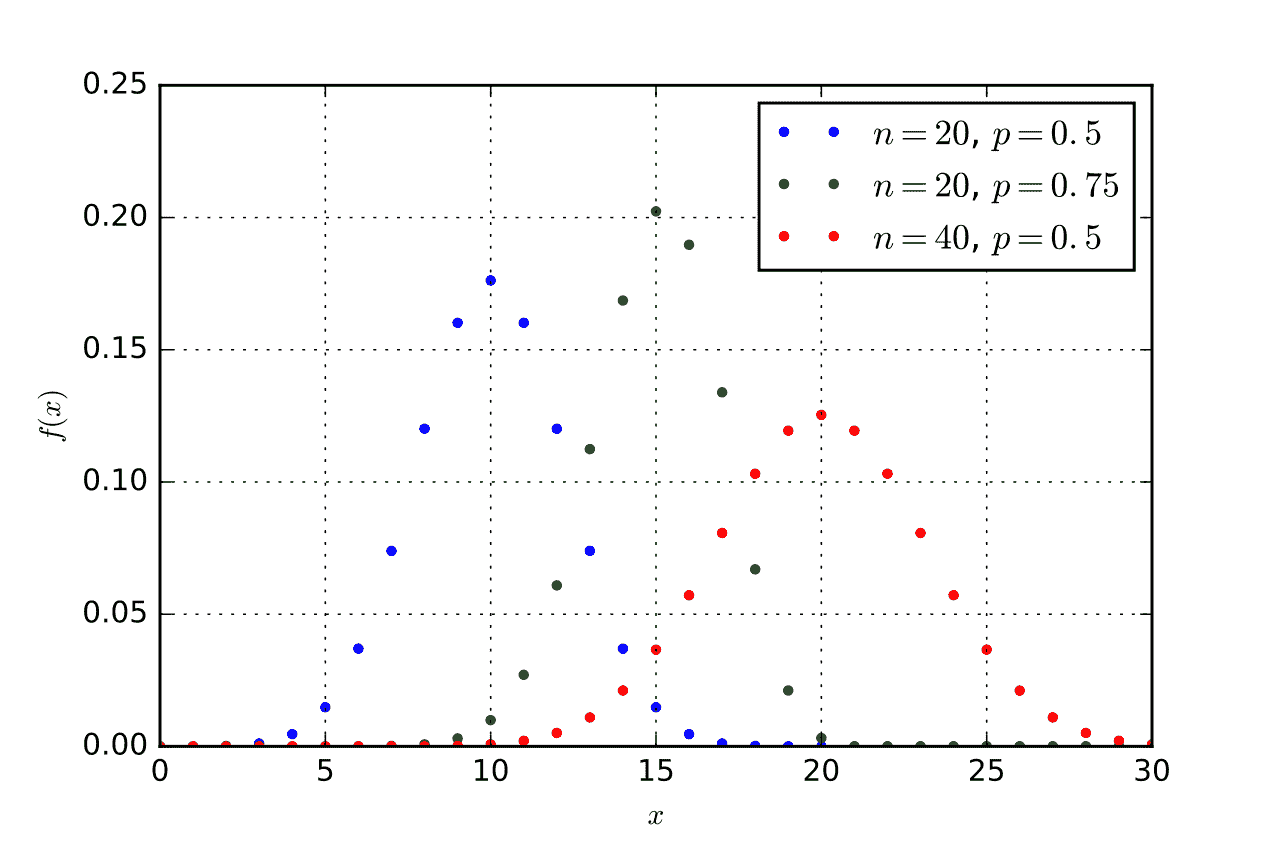 0.25
0.20
0.15
0.10
0.05
0.00
f(x)
n = 20, p = 0.5
n = 20, p = 0.75
n = 40, p = 0.5
0 5 10 15 20 25 30
x